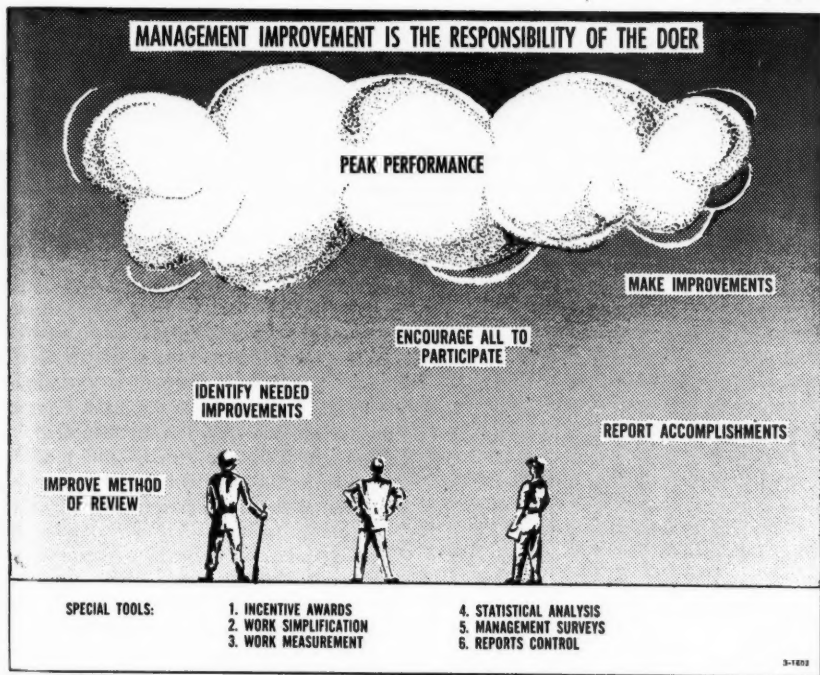 MANAGEMENT IMPROVEMENT IS THE RESPONSIBILITY OF THE DOER
PEAK PERFORMANCE
MAKE IMPROVEMENTS
ENCOURAGE ALL TO
PARTICIPATE
IDENTIFY NEEDED
IMPROVEMENTS
REPORT ACCOMPLISHMENTS
IMPROVE METHOD
OF REVIEW
SPECIAL TOOLS:
1. INCENTIVE AWARDS
2. WORK SIMPLIFICATION
3. WORK MEASUREMENT
4. STATISTICAL ANALYSIS
5. MANAGEMENT SURVEYS
6. REPORTS CONTROL
3-1602